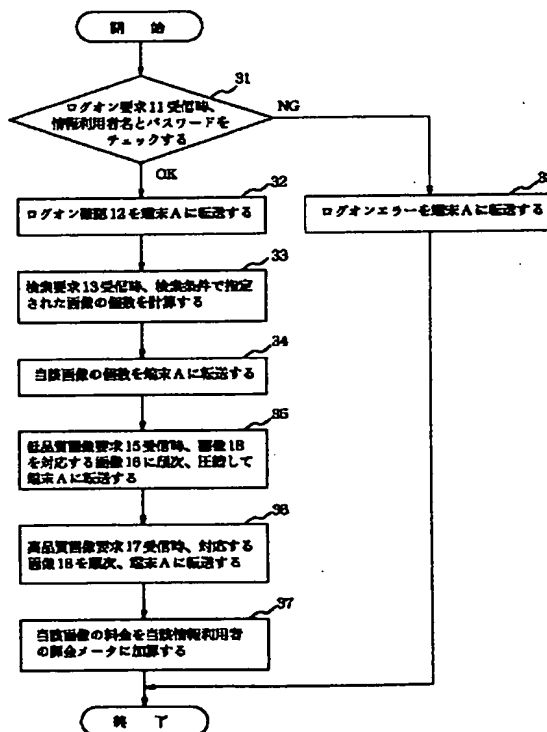 開 始
31
ログオン要求11受信時、
情報利用者名とパスワードを
チェックする
NG
OK
32
ログオン確認12を端末Aに転送する
ログオンエラーを端末Aに転送する
33
検索要求13受信時、検索条件で指定
された画像の個数を計算する
34
当該画像の個数を端末Aに転送する
35
低品質画像要求15受信時、画像18
を対応する画像16に順次、圧縮して
端末Aに転送する
36
高品質画像要求17受信時、対応する
画像18を順次、端末Aに転送する
37
当該画像の料金を当該情報利用者
の課金メータに加算する
終 了